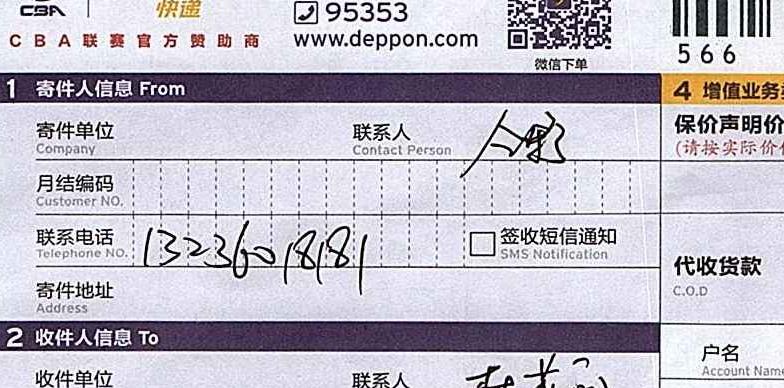 CBA 快递 95353
CBA联赛官方赞助商 www.deppon.com
微信下单
566
1 寄件人信息 From
4 增值业务
寄件单位
Company
联系人
Contact Person
保价声明价
(请按实际价
月结编码
Customer NO.
联系电话
Telephone NO.
13236018181
签收短信通知
SMS Notification
代收货款
C.O.D
寄件地址
Address
2 收件人信息 To
户名
Account Name
收件单位
联系人